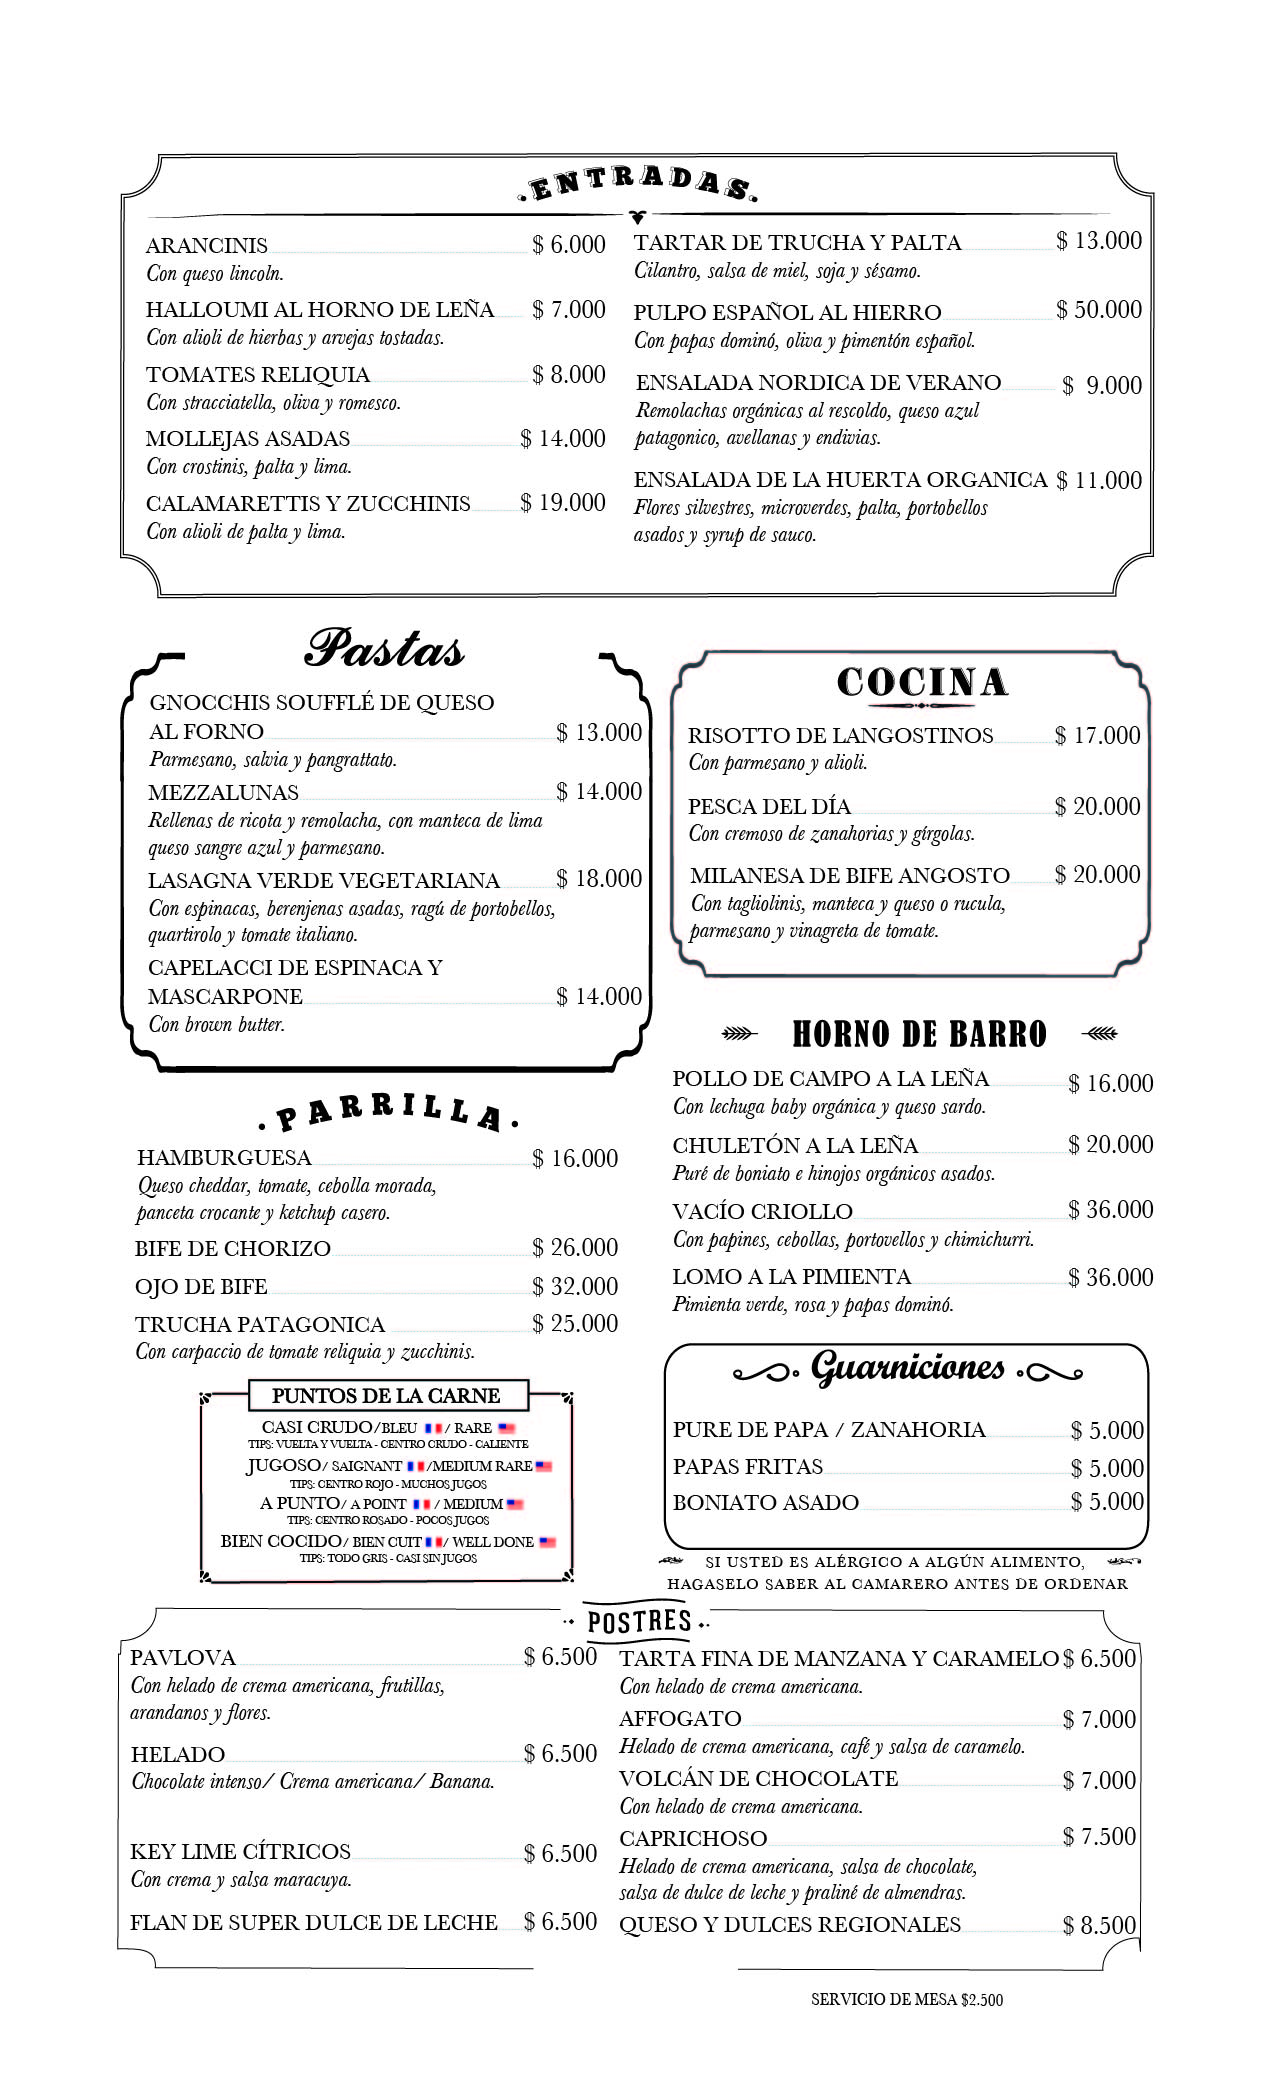 .ENTRADAS.
ARANCINIS $ 6.000
Con queso lincoln.
HALLOUMI AL HORNO DE LEÑA $ 7.000
Con alioli de hierbas y arvejas tostadas.
TOMATES RELIQUIA $ 8.000
Con stracciatella, oliva y romesco.
MOLLEJAS ASADAS $ 14.000
Con crostinis, palta y lima.
CALAMARETTIS Y ZUCCHINIS $ 19.000
Con alioli de palta y lima.
TARTAR DE TRUCHA Y PALTA $ 13.000
Cilantro, salsa de miel, soja y sésamo.
PULPO ESPAÑOL AL HIERRO $ 50.000
Con papas dominó, oliva y pimentón español.
ENSALADA NORDICA DE VERANO $ 9.000
Remolachas orgánicas al rescoldo, queso azul
patagonico, avellanas y endivias.
ENSALADA DE LA HUERTA ORGANICA $ 11.000
Flores silvestres, microverdes, palta, portobellos
asados y syrup de sauco.
Pastas
GNOCCHIS SOUFFLÉ DE QUESO
AL FORNO $ 13.000
Parmesano, salvia y pangrattato.
MEZZALUNAS $ 14.000
Rellenas de ricota y remolacha, con manteca de lima
queso sangre azul y parmesano.
LASAGNA VERDE VEGETARIANA $ 18.000
Con espinacas, berenjenas asadas, ragú de portobellos,
quartirolo y tomate italiano.
CAPELACCI DE ESPINACA Y
MASCARPONE $ 14.000
Con brown butter.
COCINA
RISOTTO DE LANGOSTINOS $ 17.000
Con parmesano y alioli.
PESCA DEL DÍA $ 20.000
Con cremoso de zanahorias y gírgolas.
MILANESA DE BIFE ANGOSTO $ 20.000
Con tagliolinis, manteca y queso o rucula,
parmesano y vinagreta de tomate.
HORNO DE BARRO
POLLO DE CAMPO A LA LEÑA $ 16.000
Con lechuga baby orgánica y queso sardo.
CHULETÓN A LA LEÑA $ 20.000
Puré de boniato e hinojos orgánicos asados.
VACÍO CRIOLLO $ 36.000
Con papines, cebollas, portovellos y chimichurri.
LOMO A LA PIMIENTA $ 36.000
Pimienta verde, rosa y papas dominó.
.PARRILLA.
HAMBURGUESA $ 16.000
Queso cheddar, tomate, cebolla morada,
panceta crocante y ketchup casero.
BIFE DE CHORIZO $ 26.000
OJO DE BIFE $ 32.000
TRUCHA PATAGONICA $ 25.000
Con carpaccio de tomate reliquia y zucchinis.
PUNTOS DE LA CARNE
CASI CRUDO/BLEU / RARE
TIPS: VUELTA Y VUELTA - CENTRO CRUDO - CALIENTE
JUGOSO/ SAIGNANT /MEDIUM RARE
TIPS: CENTRO ROJO - MUCHOS JUGOS
A PUNTO/ A POINT / MEDIUM
TIPS: CENTRO ROSADO - POCOS JUGOS
BIEN COCIDO/ BIEN CUIT / WELL DONE
TIPS: TODO GRIS - CASI SIN JUGOS
Guarniciones
PURE DE PAPA / ZANAHORIA $ 5.000
PAPAS FRITAS $ 5.000
BONIATO ASADO $ 5.000
SI USTED ES ALÉRGICO A ALGÚN ALIMENTO,
HAGASELO SABER AL CAMARERO ANTES DE ORDENAR
POSTRES
PAVLOVA $ 6.500
Con helado de crema americana, frutillas,
arandanos y flores.
HELADO $ 6.500
Chocolate intenso/ Crema americana/ Banana.
KEY LIME CÍTRICOS $ 6.500
Con crema y salsa maracuya.
FLAN DE SUPER DULCE DE LECHE $ 6.500
TARTA FINA DE MANZANA Y CARAMELO $ 6.500
Con helado de crema americana.
AFFOGATO $ 7.000
Helado de crema americana, café y salsa de caramelo.
VOLCÁN DE CHOCOLATE $ 7.000
Con helado de crema americana.
CAPRICHOSO $ 7.500
Helado de crema americana, salsa de chocolate,
salsa de dulce de leche y praliné de almendras.
QUESO Y DULCES REGIONALES $ 8.500
SERVICIO DE MESA $2.500